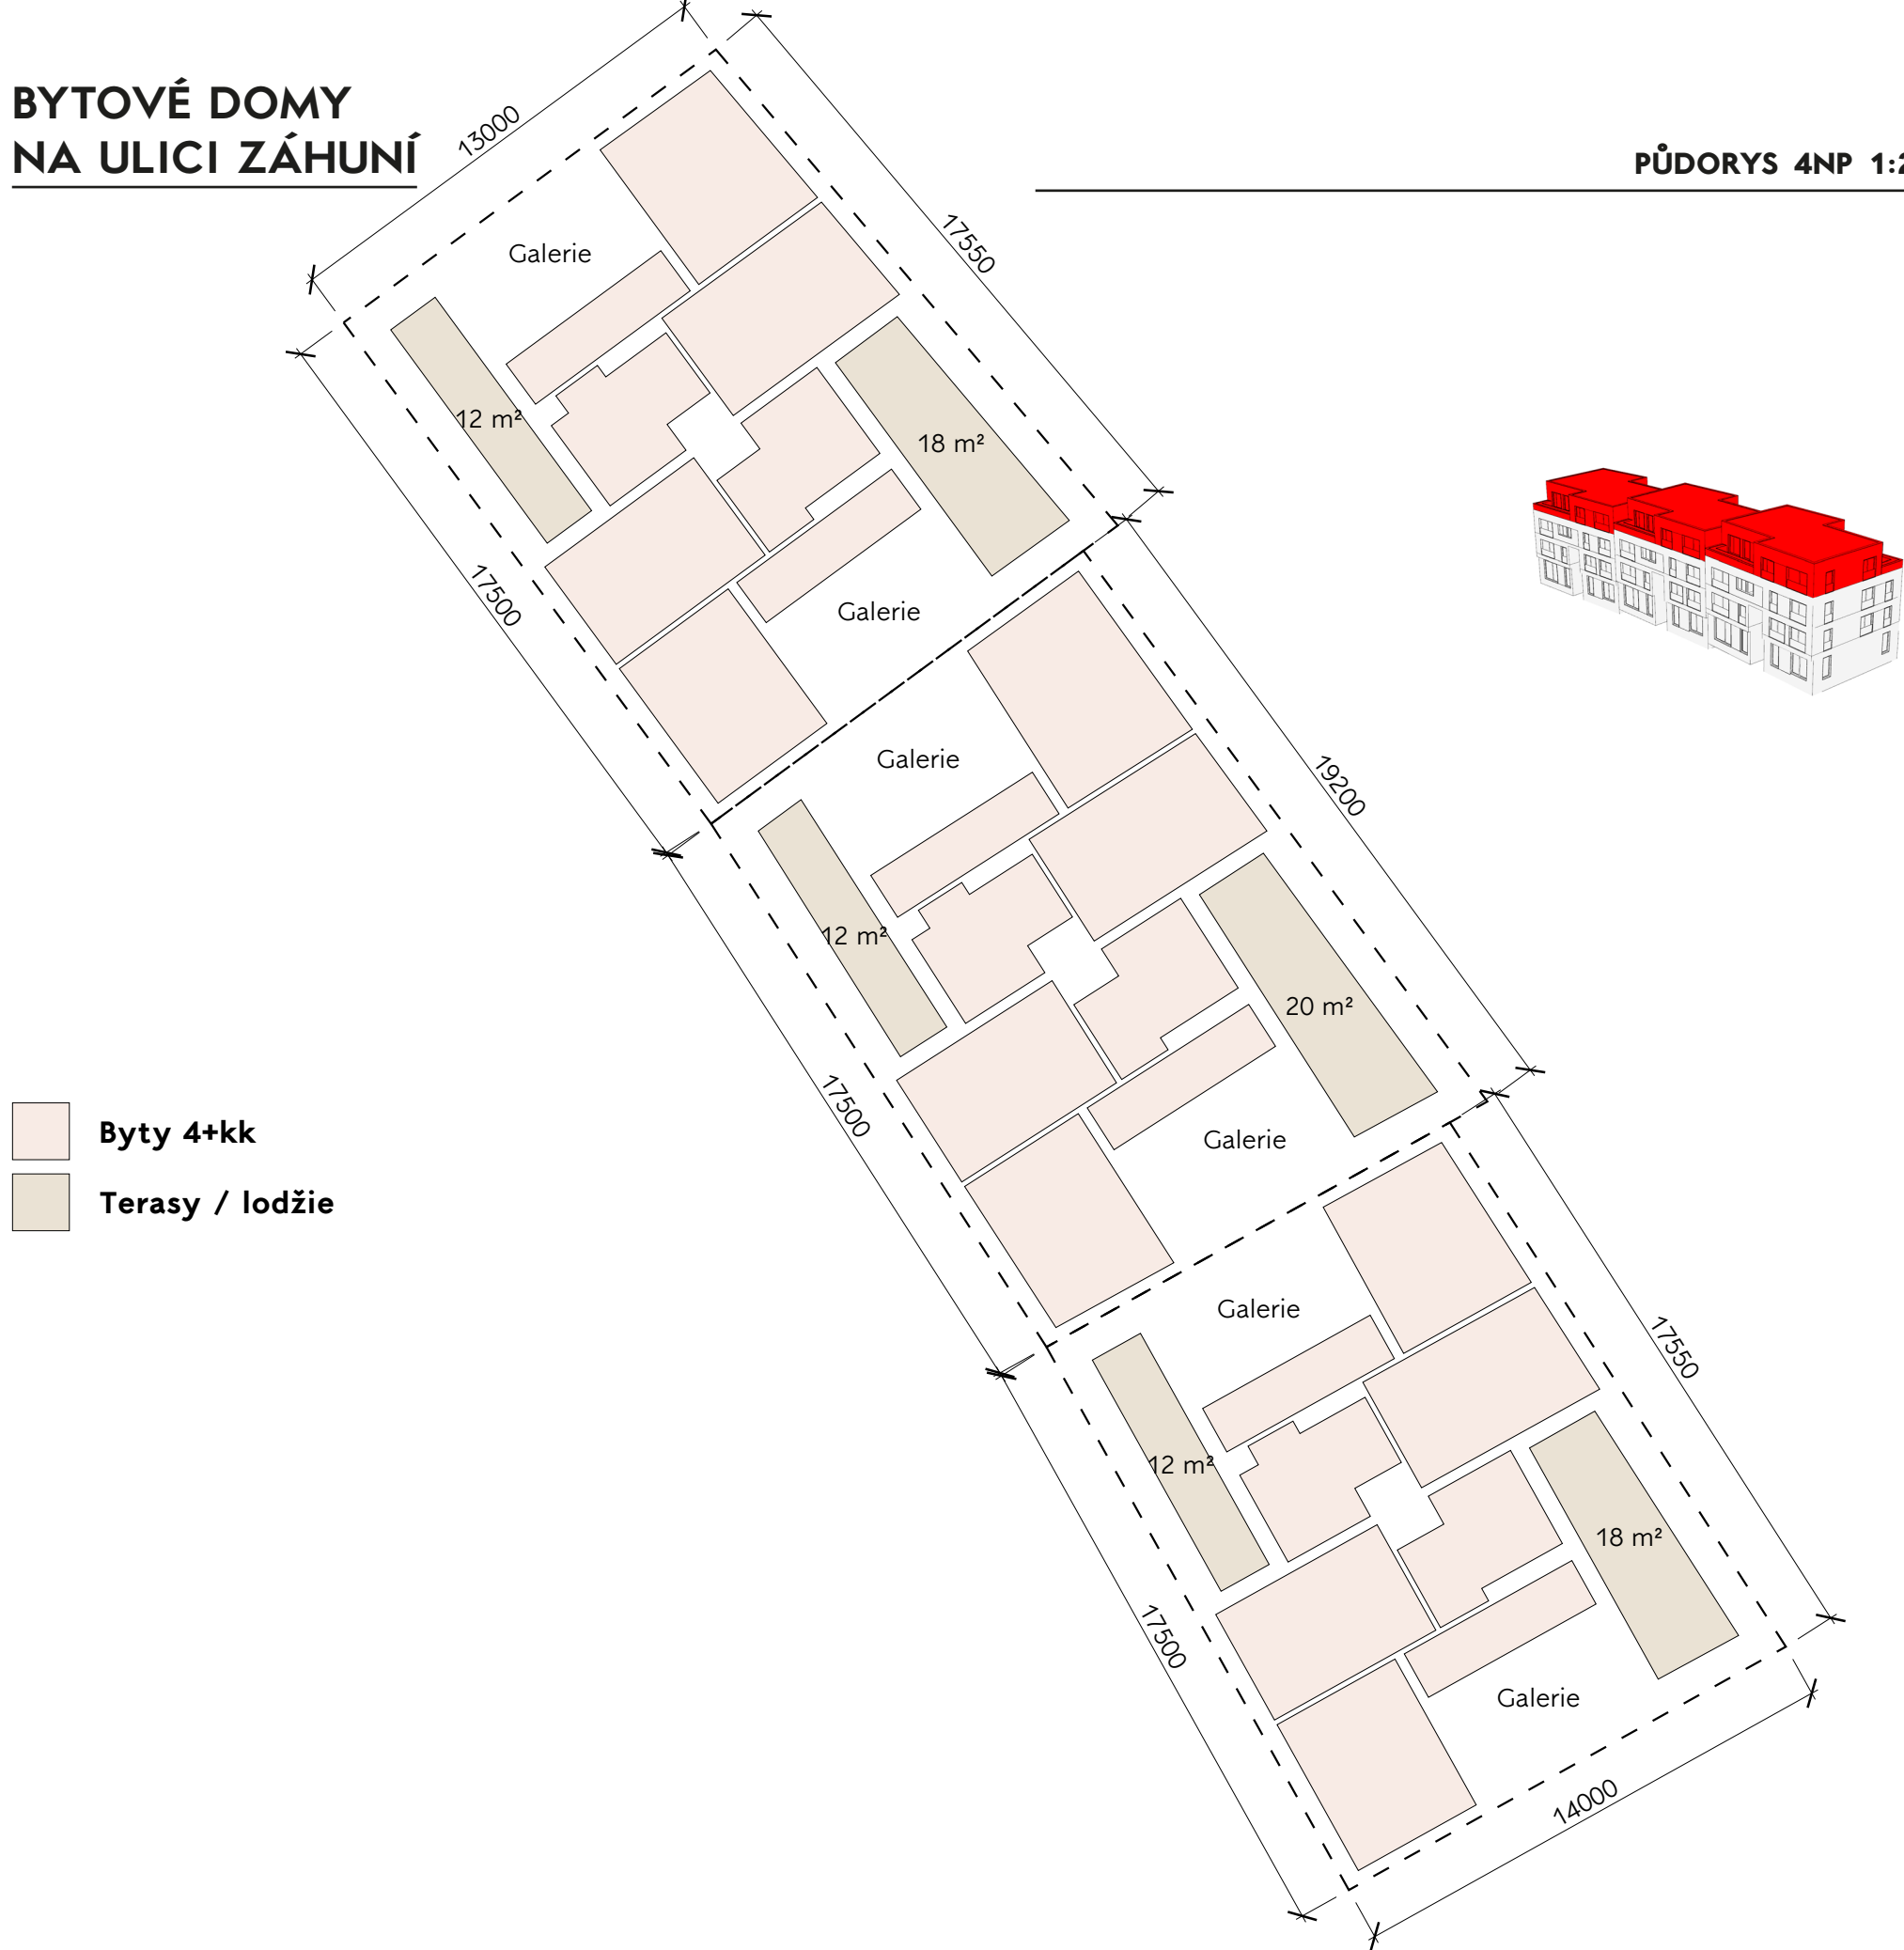 BYTOVÉ DOMY
NA ULICI ZÁHUNÍ
PŮDORYS 4NP 1:2
13000
17550
Galerie
12 m²
18 m²
17500
Galerie
Galerie
19200
12 m²
20 m²
17500
Galerie
Byty 4+kk
Terasy / lodžie
Galerie
17550
12 m²
18 m²
17500
Galerie
14000